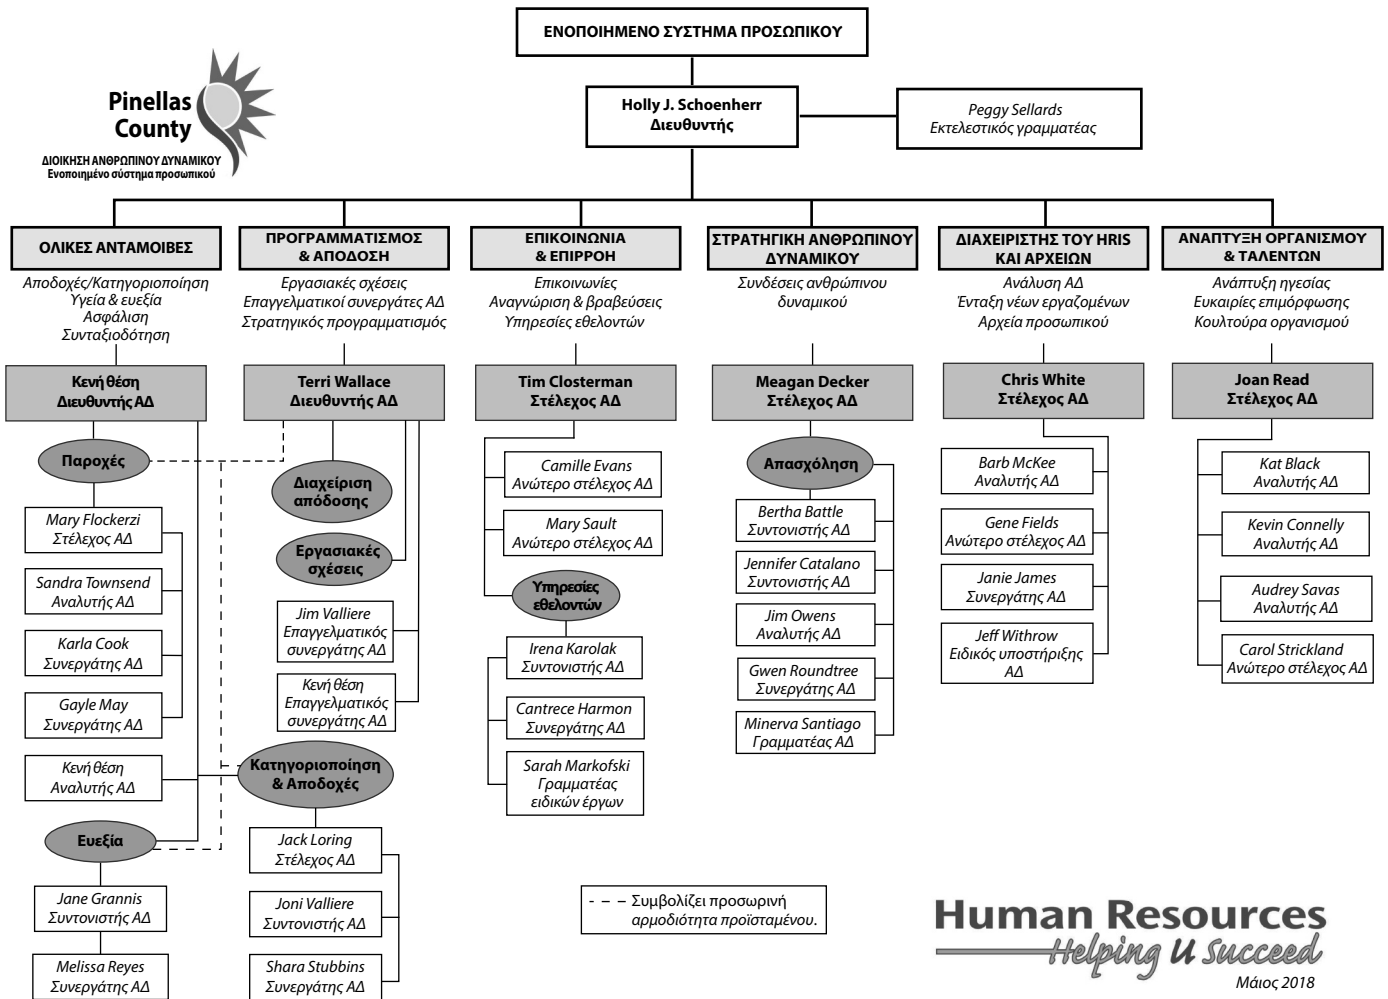 ΕΝΟΠΟΙΗΜΕΝΟ ΣΥΣΤΗΜΑ ΠΡΟΣΩΠΙΚΟΥ
Holly J. Schoenherr
Διευθυντής
Peggy Sellards
Εκτελεστικός γραμματέας
Pinellas
County
ΔΙΟΙΚΗΣΗ ΑΝΘΡΩΠΙΝΟΥ ΔΥΝΑΜΙΚΟΥ
Ενοποιημένο σύστημα προσωπικού
ΟΛΙΚΕΣ ΑΝΤΑΜΟΙΒΕΣ
Αποδοχές/Κατηγοριοποίηση
Υγεία & ευεξία
Ασφάλιση
Συνταξιοδότηση
Κενή θέση
Διευθυντής ΑΔ
Παροχές
Mary Flockerzi
Στέλεχος ΑΔ
Sandra Townsend
Αναλυτής ΑΔ
Karla Cook
Συνεργάτης ΑΔ
Gayle May
Συνεργάτης ΑΔ
Κενή θέση
Αναλυτής ΑΔ
Ευεξία
Jane Grannis
Συντονιστής ΑΔ
Melissa Reyes
Συνεργάτης ΑΔ
ΠΡΟΓΡΑΜΜΑΤΙΣΜΟΣ
& ΑΠΟΔΟΣΗ
Εργασιακές σχέσεις
Επαγγελματικοί συνεργάτες ΑΔ
Στρατηγικός προγραμματισμός
Terri Wallace
Διευθυντής ΑΔ
Διαχείριση
απόδοσης
Εργασιακές
σχέσεις
Jim Valliere
Επαγγελματικός
συνεργάτης ΑΔ
Κενή θέση
Επαγγελματικός
συνεργάτης ΑΔ
Κατηγοριοποίηση
& Αποδοχές
Jack Loring
Στέλεχος ΑΔ
Joni Valliere
Συντονιστής ΑΔ
Shara Stubbins
Συνεργάτης ΑΔ
ΕΠΙΚΟΙΝΩΝΙΑ
& ΕΠΙΡΡΟΗ
Επικοινωνίες
Αναγνώριση & βραβεύσεις
Υπηρεσίες εθελοντών
Tim Closterman
Στέλεχος ΑΔ
Camille Evans
Ανώτερο στέλεχος ΑΔ
Mary Sault
Ανώτερο στέλεχος ΑΔ
Υπηρεσίες
εθελοντών
Irena Karolak
Συντονιστής ΑΔ
Cantrece Harmon
Συνεργάτης ΑΔ
Sarah Markofski
Γραμματέας
ειδικών έργων
ΣΤΡΑΤΗΓΙΚΗ ΑΝΘΡΩΠΙΝΟΥ
ΔΥΝΑΜΙΚΟΥ
Συνδέσεις ανθρώπινου
δυναμικού
Meagan Decker
Στέλεχος ΑΔ
Απασχόληση
Bertha Battle
Συντονιστής ΑΔ
Jennifer Catalano
Συντονιστής ΑΔ
Jim Owens
Αναλυτής ΑΔ
Gwen Roundtree
Συνεργάτης ΑΔ
Minerva Santiago
Γραμματέας ΑΔ
ΔΙΑΧΕΙΡΙΣΤΗΣ ΤΟΥ HRIS
ΚΑΙ ΑΡΧΕΙΩΝ
Ανάλυση ΑΔ
Ένταξη νέων εργαζομένων
Αρχεία προσωπικού
Chris White
Στέλεχος ΑΔ
Barb McKee
Αναλυτής ΑΔ
Gene Fields
Ανώτερο στέλεχος ΑΔ
Janie James
Συνεργάτης ΑΔ
Jeff Withrow
Ειδικός υποστήριξης
ΑΔ
ΑΝΑΠΤΥΞΗ ΟΡΓΑΝΙΣΜΟΥ
& ΤΑΛΕΝΤΩΝ
Ανάπτυξη ηγεσίας
Ευκαιρίες επιμόρφωσης
Κουλτούρα οργανισμού
Joan Read
Στέλεχος ΑΔ
Kat Black
Αναλυτής ΑΔ
Kevin Connelly
Αναλυτής ΑΔ
Audrey Savas
Αναλυτής ΑΔ
Carol Strickland
Ανώτερο στέλεχος ΑΔ
- - - Συμβολίζει προσωρινή
αρμοδιότητα προϊσταμένου.
Human Resources
Helping U Succeed
Μάιος 2018